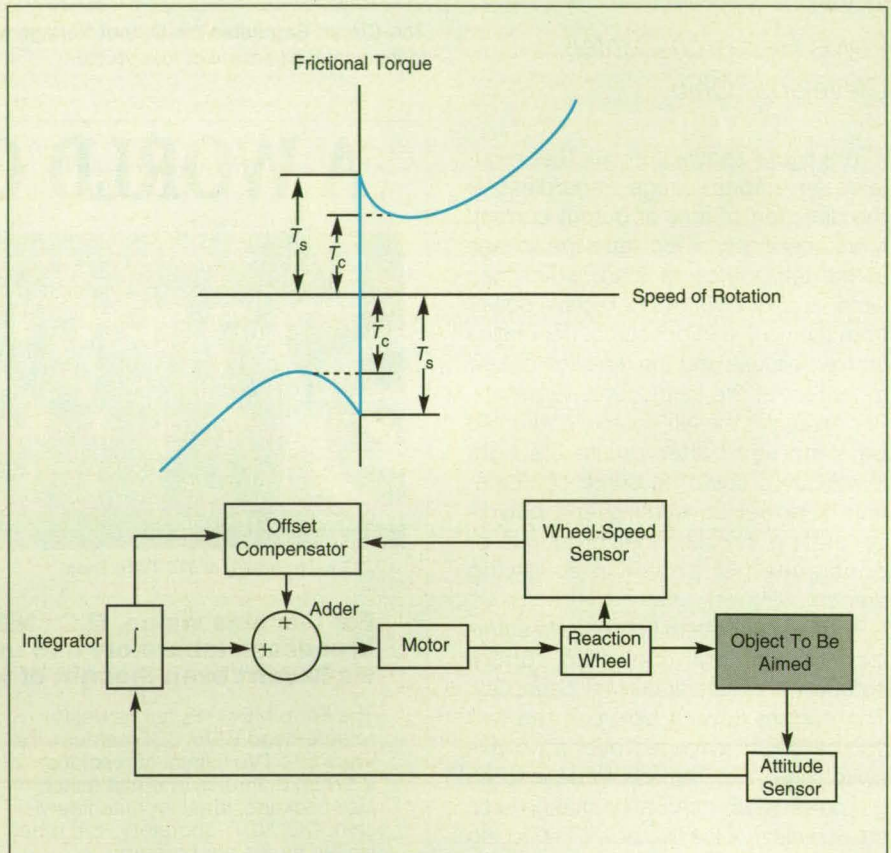 Frictional Torque
T_s
T_c
Speed of Rotation
T_c
T_s
Offset
Compensator
Wheel-Speed
Sensor
Adder
+
+
Integrator
∫
Motor
Reaction
Wheel
Object To Be
Aimed
Attitude
Sensor